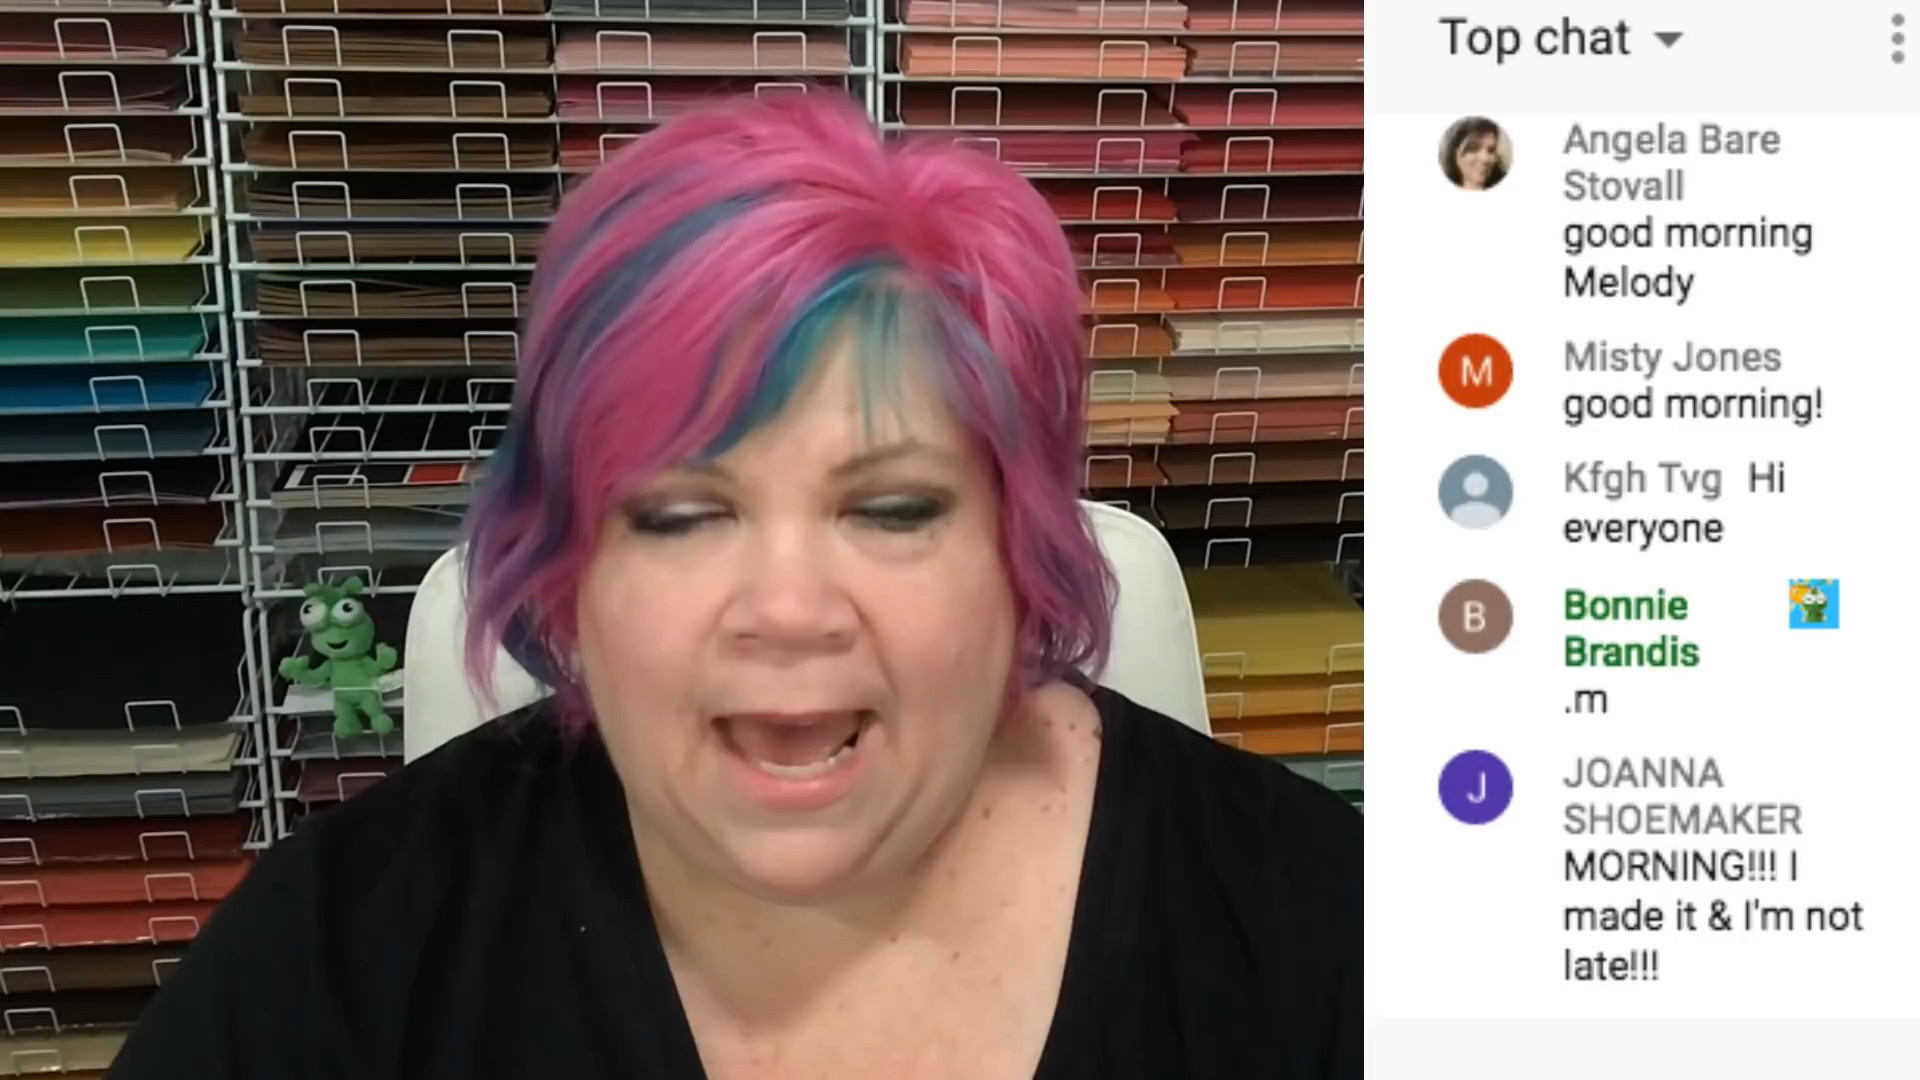 Top chat
Angela Bare
Stovall
good morning
Melody
M
Misty Jones
good morning!
Kfgh Tvg Hi
everyone
B
Bonnie
Brandis
.m
J
JOANNA
SHOEMAKER
MORNING!!! I
made it & I'm not
late!!!